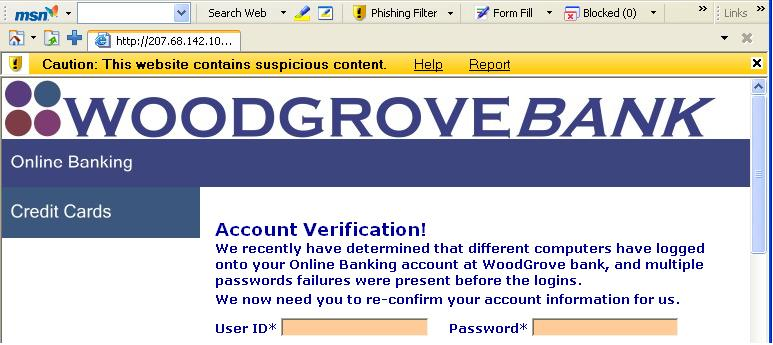 msn Search Web Phishing Filter Form Fill Blocked (0) » Links »
http://207.68.142.10...
Caution: This website contains suspicious content. Help Report
WOODGROVEBANK
Online Banking
Credit Cards
Account Verification!
We recently have determined that different computers have logged
onto your Online Banking account at WoodGrove bank, and multiple
passwords failures were present before the logins.
We now need you to re-confirm your account information for us.
User ID* Password*